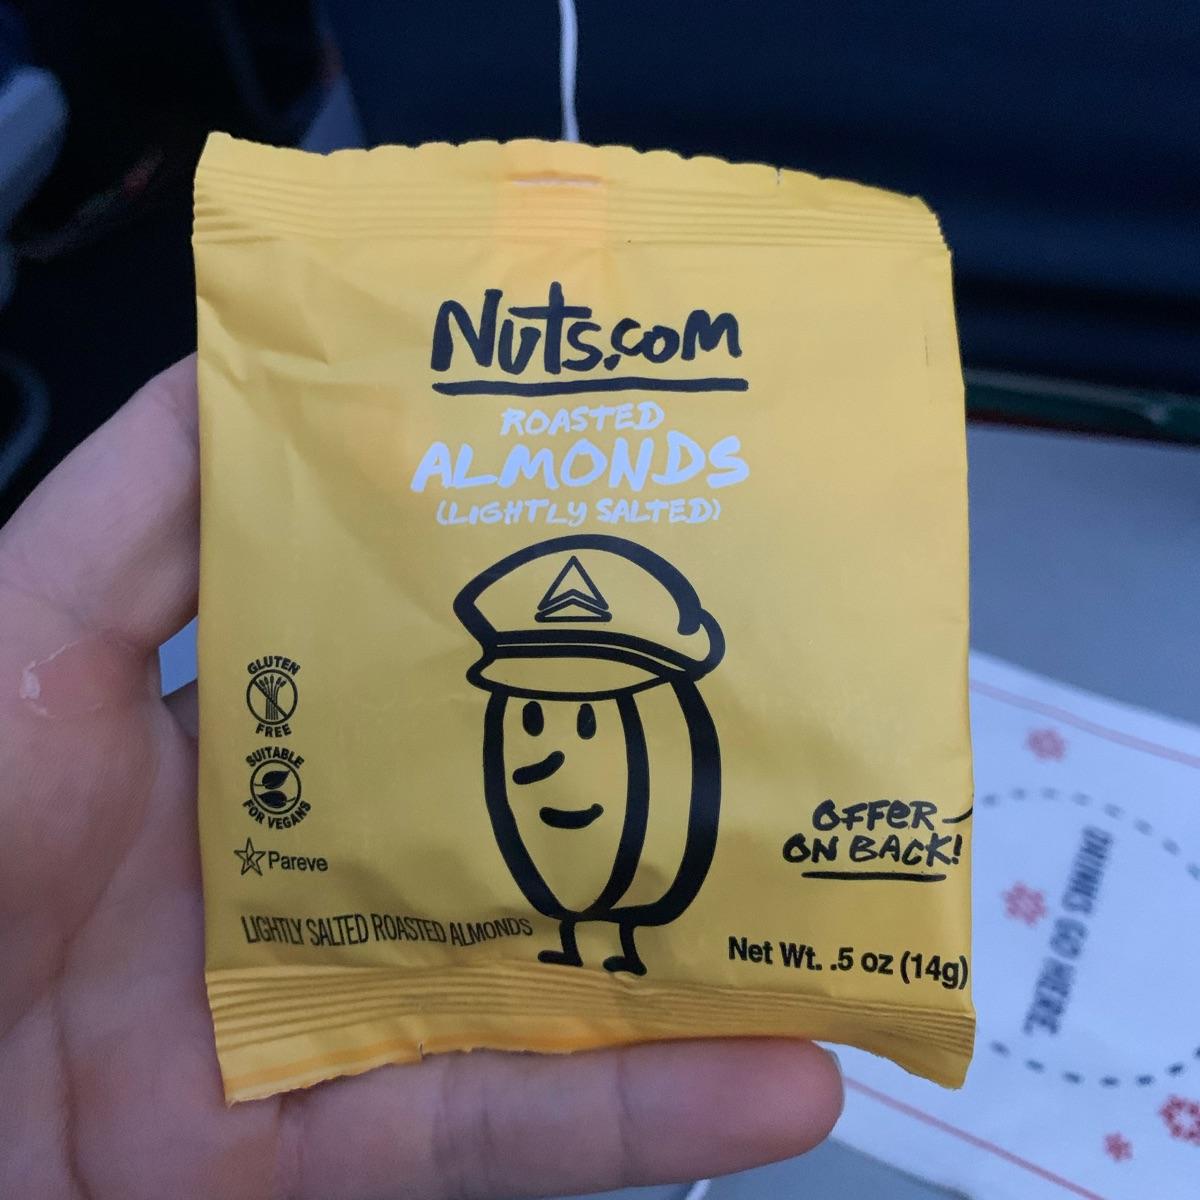 Nuts.com
ROASTED
ALMONDS
(LIGHTLY SALTED)
GLUTEN
FREE
SUITABLE
FOR VEGANS
K
Pareve
OFFER
ON BACK!
LIGHTLY SALTED ROASTED ALMONDS
Net Wt. .5 oz (14g)
DRINKS GO HERE.